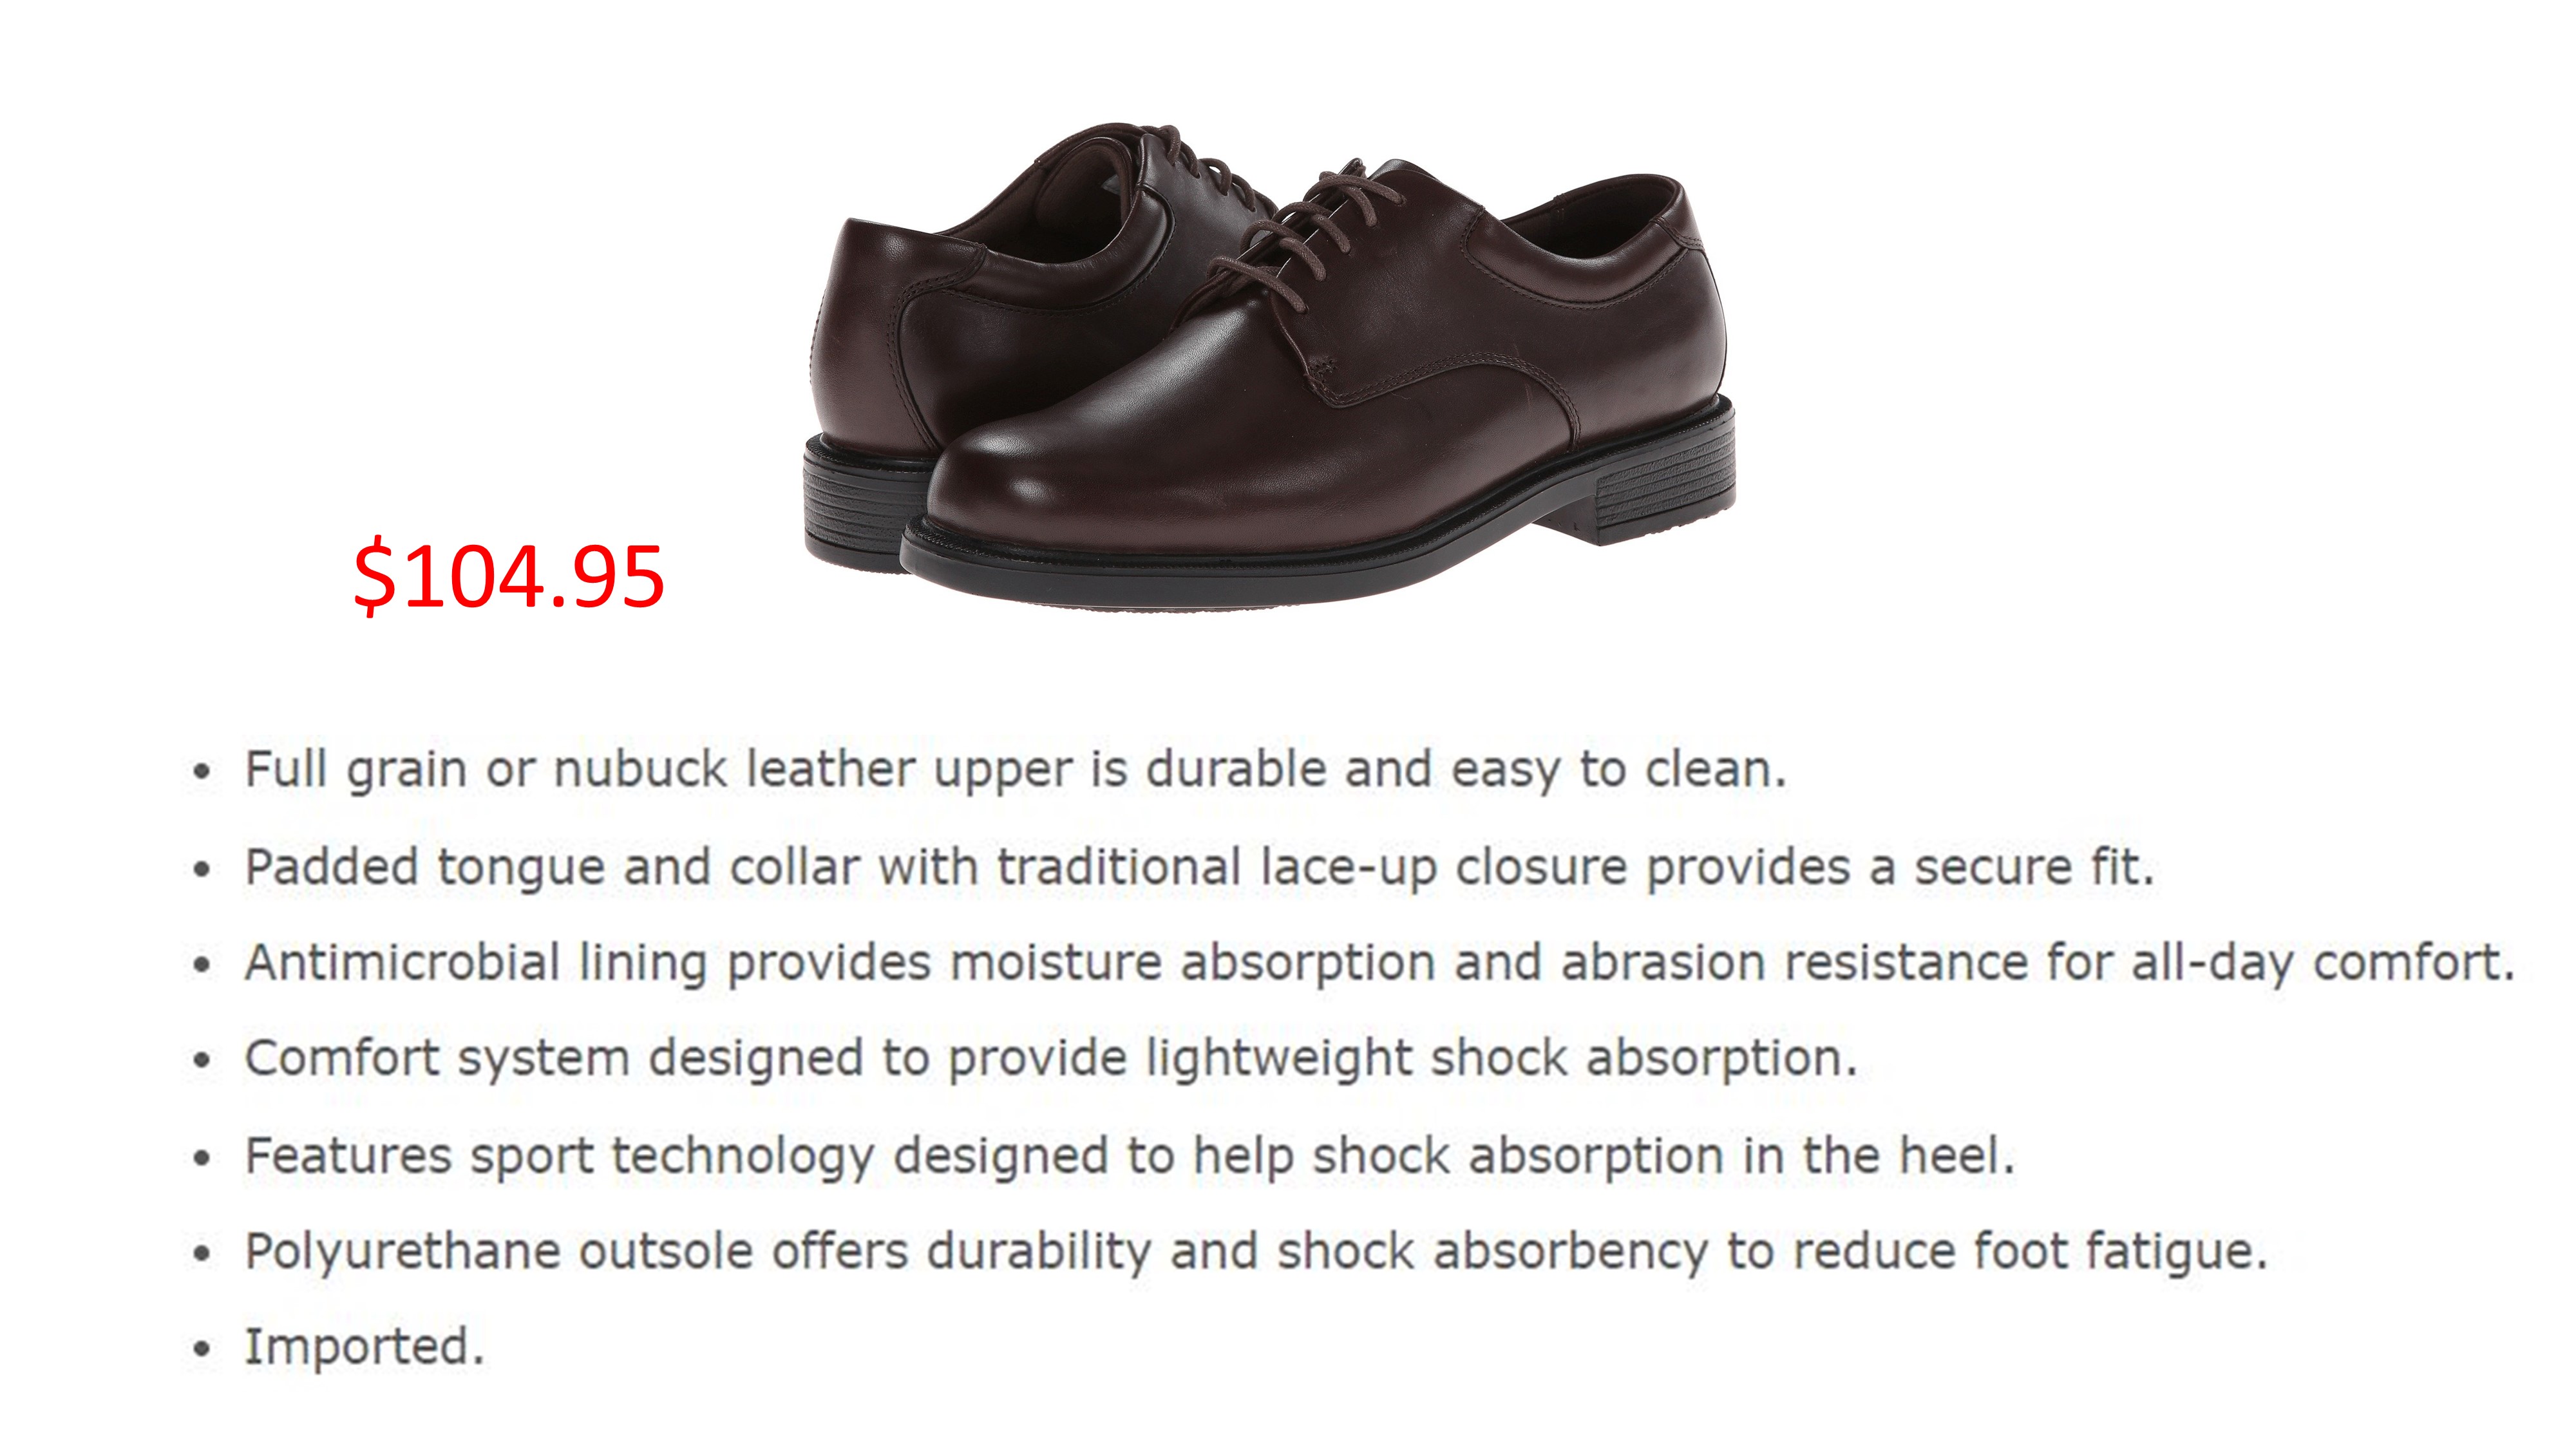 $104.95
• Full grain or nubuck leather upper is durable and easy to clean.
• Padded tongue and collar with traditional lace-up closure provides a secure fit.
• Antimicrobial lining provides moisture absorption and abrasion resistance for all-day comfort.
• Comfort system designed to provide lightweight shock absorption.
• Features sport technology designed to help shock absorption in the heel.
• Polyurethane outsole offers durability and shock absorbency to reduce foot fatigue.
• Imported.